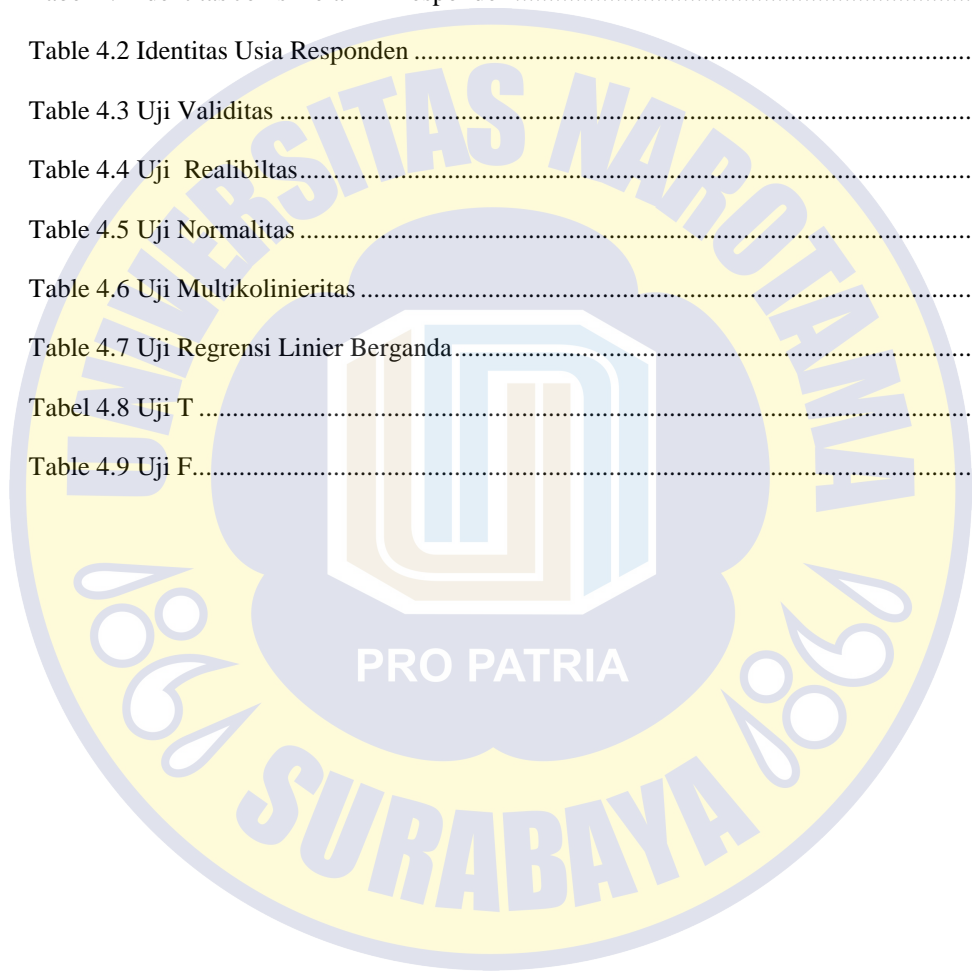 Table 4.2 Identitas Usia Responden ........................................................................
Table 4.3 Uji Validitas ........................................................................
Table 4.4 Uji Realibiltas........................................................................
Table 4.5 Uji Normalitas ........................................................................
Table 4.6 Uji Multikolinieritas ........................................................................
Table 4.7 Uji Regrensi Linier Berganda........................................................................
Tabel 4.8 Uji T ........................................................................
Table 4.9 Uji F........................................................................
UNIVERSITAS NAROTAMA
PRO PATRIA
SURABAYA